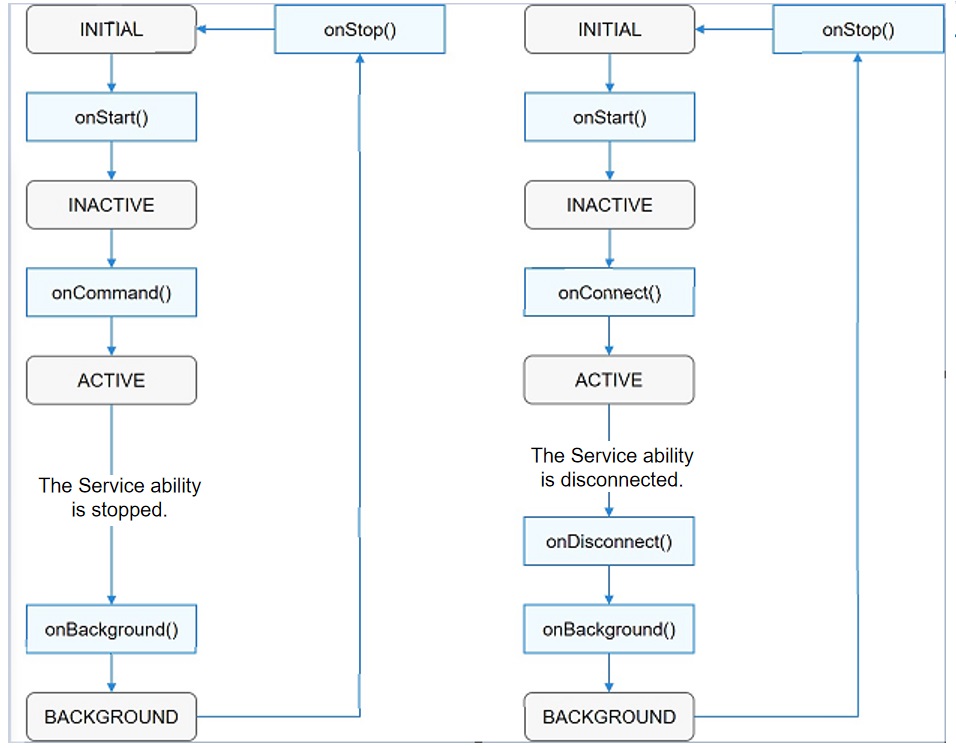 INITIAL
onStop()
onStart()
INACTIVE
onCommand()
ACTIVE
The Service ability
is stopped.
onBackground()
BACKGROUND
INITIAL
onStop()
onStart()
INACTIVE
onConnect()
ACTIVE
The Service ability
is disconnected.
onDisconnect()
onBackground()
BACKGROUND